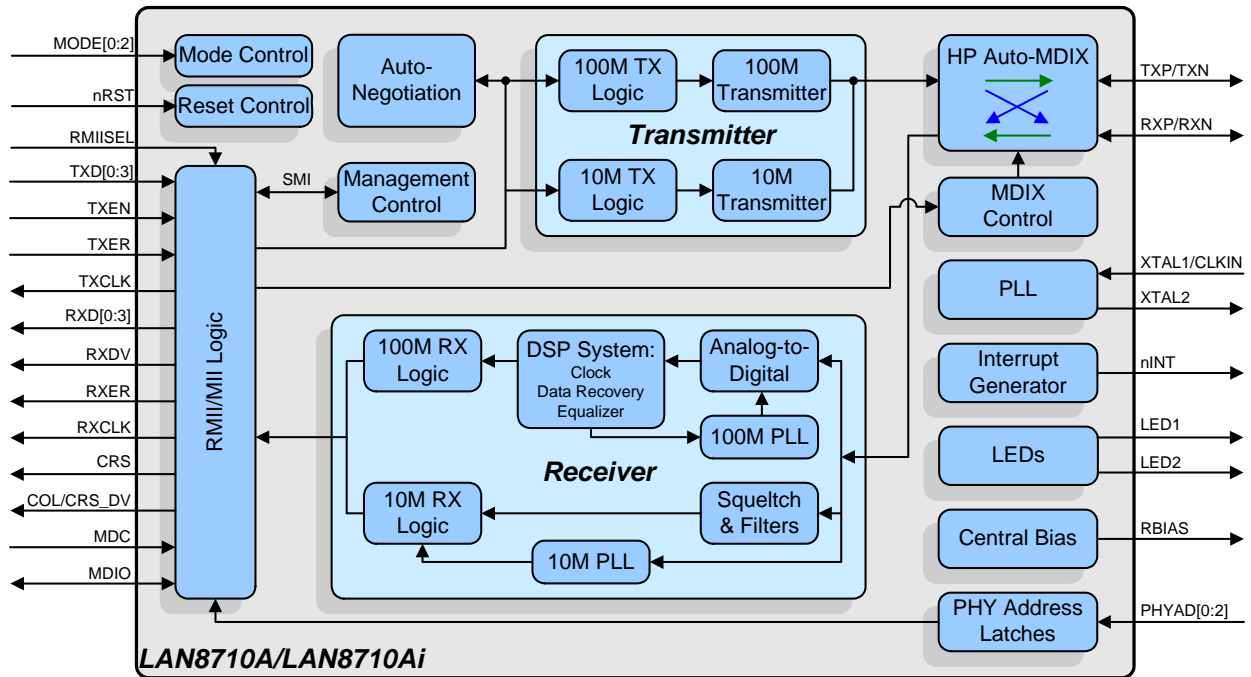 MODE[0:2]
nRST
RMIISEL
TXD[0:3]
TXEN
TXER
TXCLK
RXD[0:3]
RXDV
RXER
RXCLK
CRS
COL/CRS_DV
MDC
MDIO
Mode Control
Reset Control
RMII/MII Logic
SMI
Auto-
Negotiation
Management
Control
100M TX
Logic
100M
Transmitter
Transmitter
10M TX
Logic
10M
Transmitter
100M RX
Logic
DSP System:
Clock
Data Recovery
Equalizer
Analog-to-
Digital
100M PLL
Receiver
10M RX
Logic
Squeltch
& Filters
10M PLL
HP Auto-MDIX
MDIX
Control
PLL
Interrupt
Generator
LEDs
Central Bias
PHY Address
Latches
TXP/TXN
RXP/RXN
XTAL1/CLKIN
XTAL2
nINT
LED1
LED2
RBIAS
PHYAD[0:2]
LAN8710A/LAN8710Ai